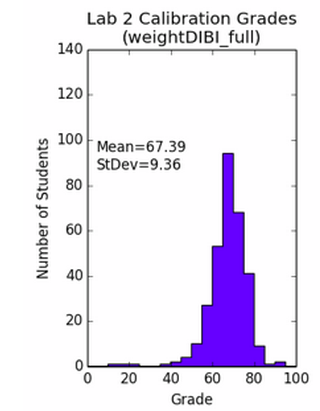 Lab 2 Calibration Grades
(weightDIBI_full)
140
120
100
80
60
40
20
0
Number of Students
Mean=67.39
StDev=9.36
0 20 40 60 80 100
Grade